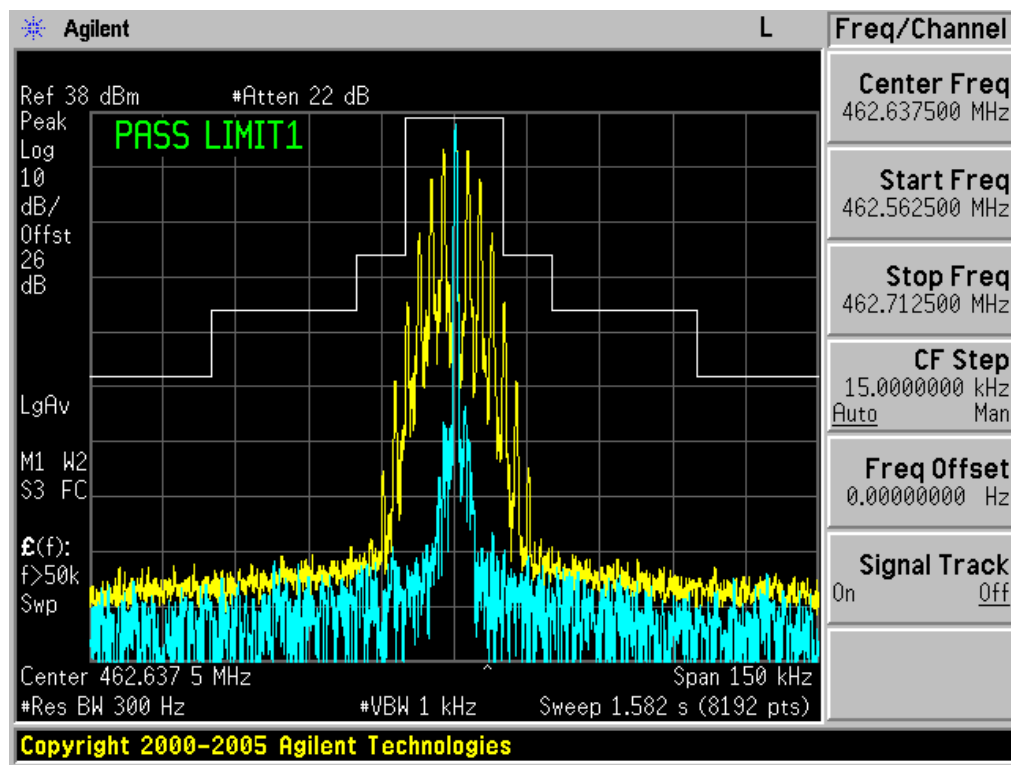 Agilent
L
Freq/Channel
Ref 38 dBm #Atten 22 dB
Peak
Log
10
dB/
Offst
26
dB
PASS LIMIT1
LgAv
M1 W2
S3 FC
£(f):
f>50k
Swp
Center 462.637 5 MHz
^
Span 150 kHz
#Res BW 300 Hz #VBW 1 kHz Sweep 1.582 s (8192 pts)
Center Freq
462.637500 MHz
Start Freq
462.562500 MHz
Stop Freq
462.712500 MHz
CF Step
15.0000000 kHz
Auto Man
Freq Offset
0.00000000 Hz
Signal Track
On Off
Copyright 2000-2005 Agilent Technologies